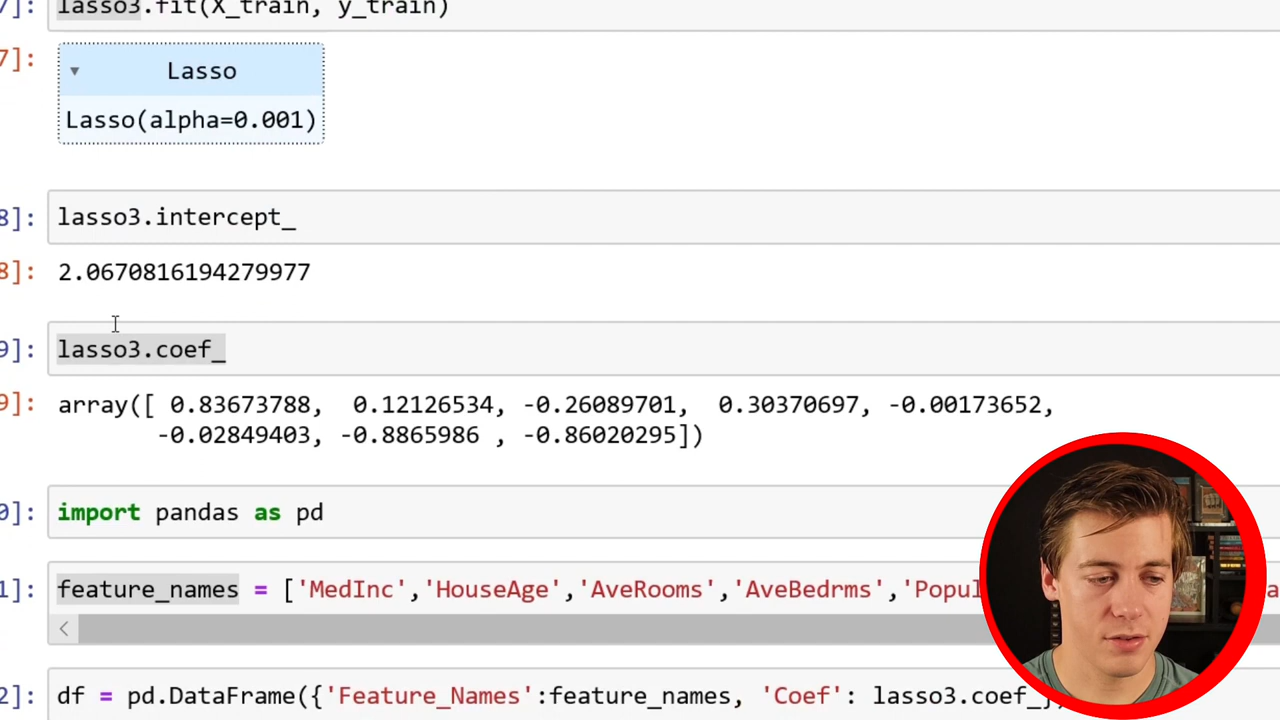 7]: lasso3.fit(X_train, y_train)
7]:
Lasso
Lasso(alpha=0.001)
8]: lasso3.intercept_
8]: 2.0670816194279977
9]: lasso3.coef_
9]: array([ 0.83673788,  0.12126534, -0.26089701,  0.30370697, -0.00173652,
-0.02849403, -0.8865986 , -0.86020295])
0]: import pandas as pd
1]: feature_names = ['MedInc','HouseAge','AveRooms','AveBedrms','Popul
2]: df = pd.DataFrame({'Feature_Names':feature_names, 'Coef': lasso3.coef_})